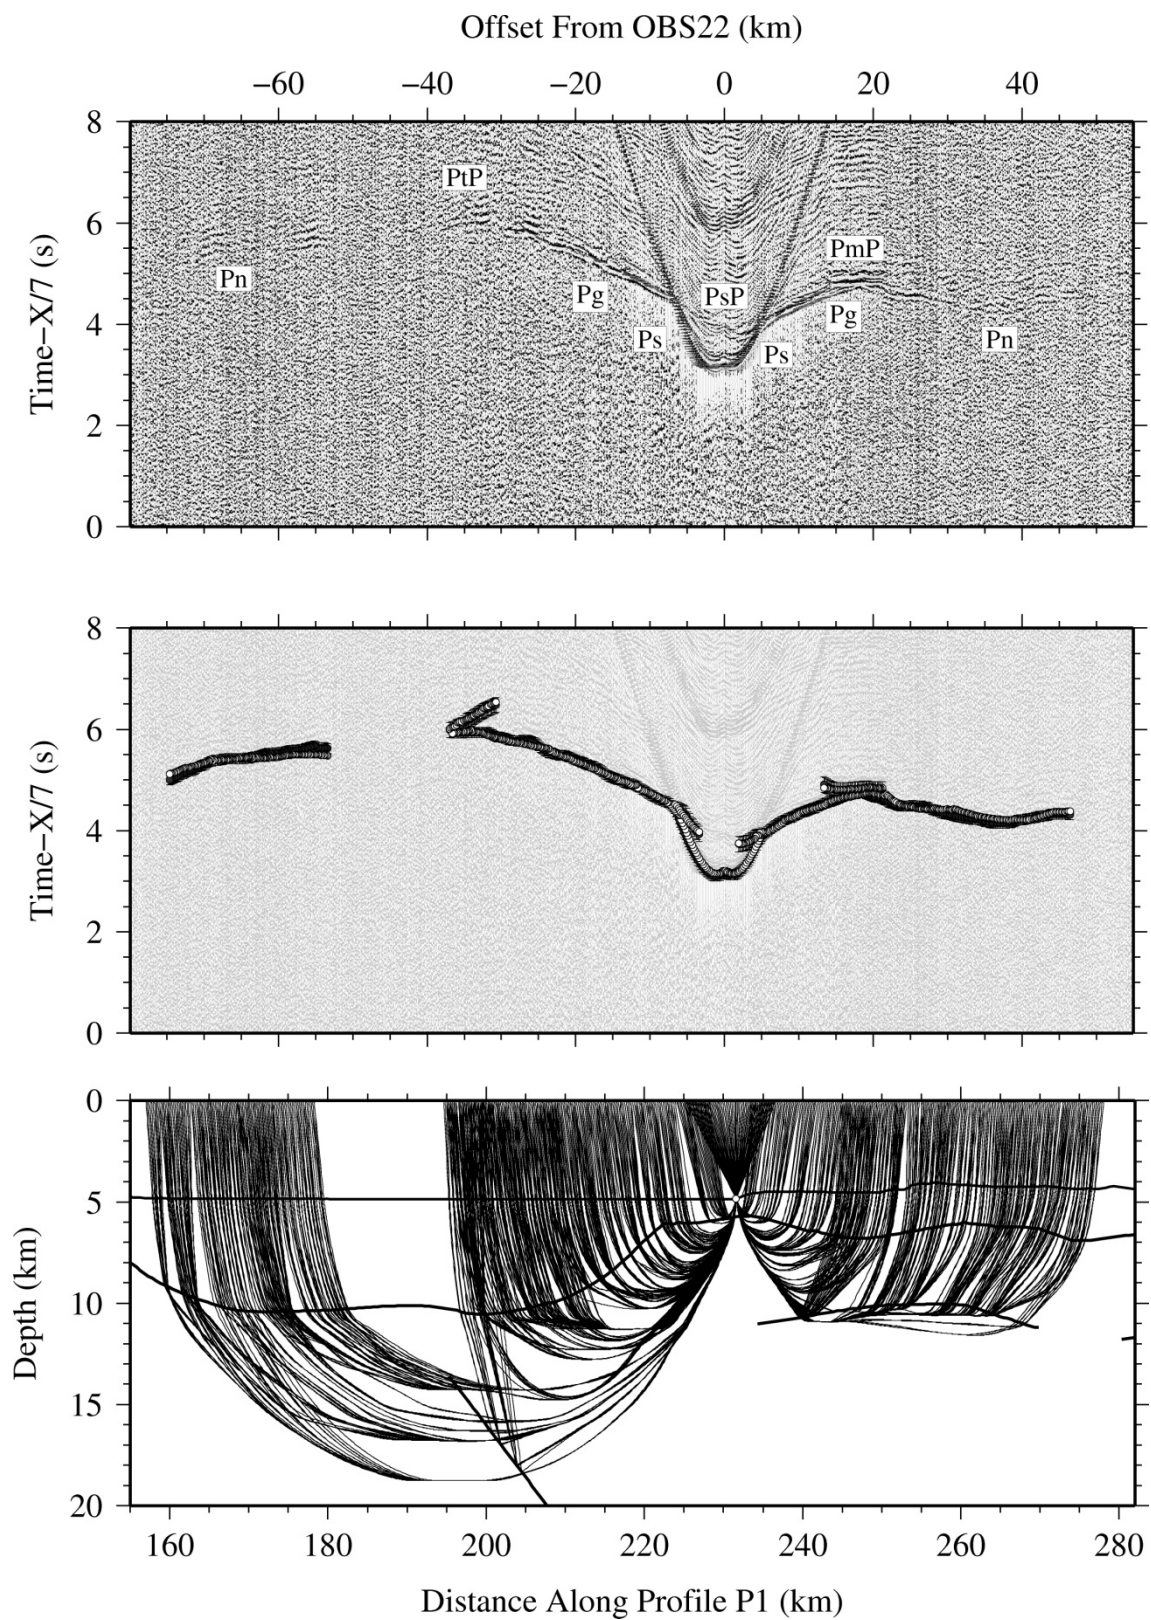 Offset From OBS22 (km)
−60 −40 −20 0 20 40
8
PtP
6
PmP
Pn
Pg PsP Pg
4
Ps Ps Pn
2
0
Time−X/7 (s)
8
6
4
2
0
Time−X/7 (s)
0
5
10
15
20
Depth (km)
160 180 200 220 240 260 280
Distance Along Profile P1 (km)